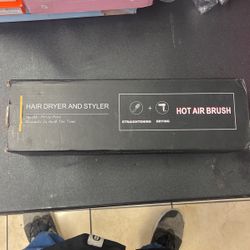 HAIR DRYER AND STYLER
HOT AIR BRUSH
+
STRAIGHTENING
DRYING